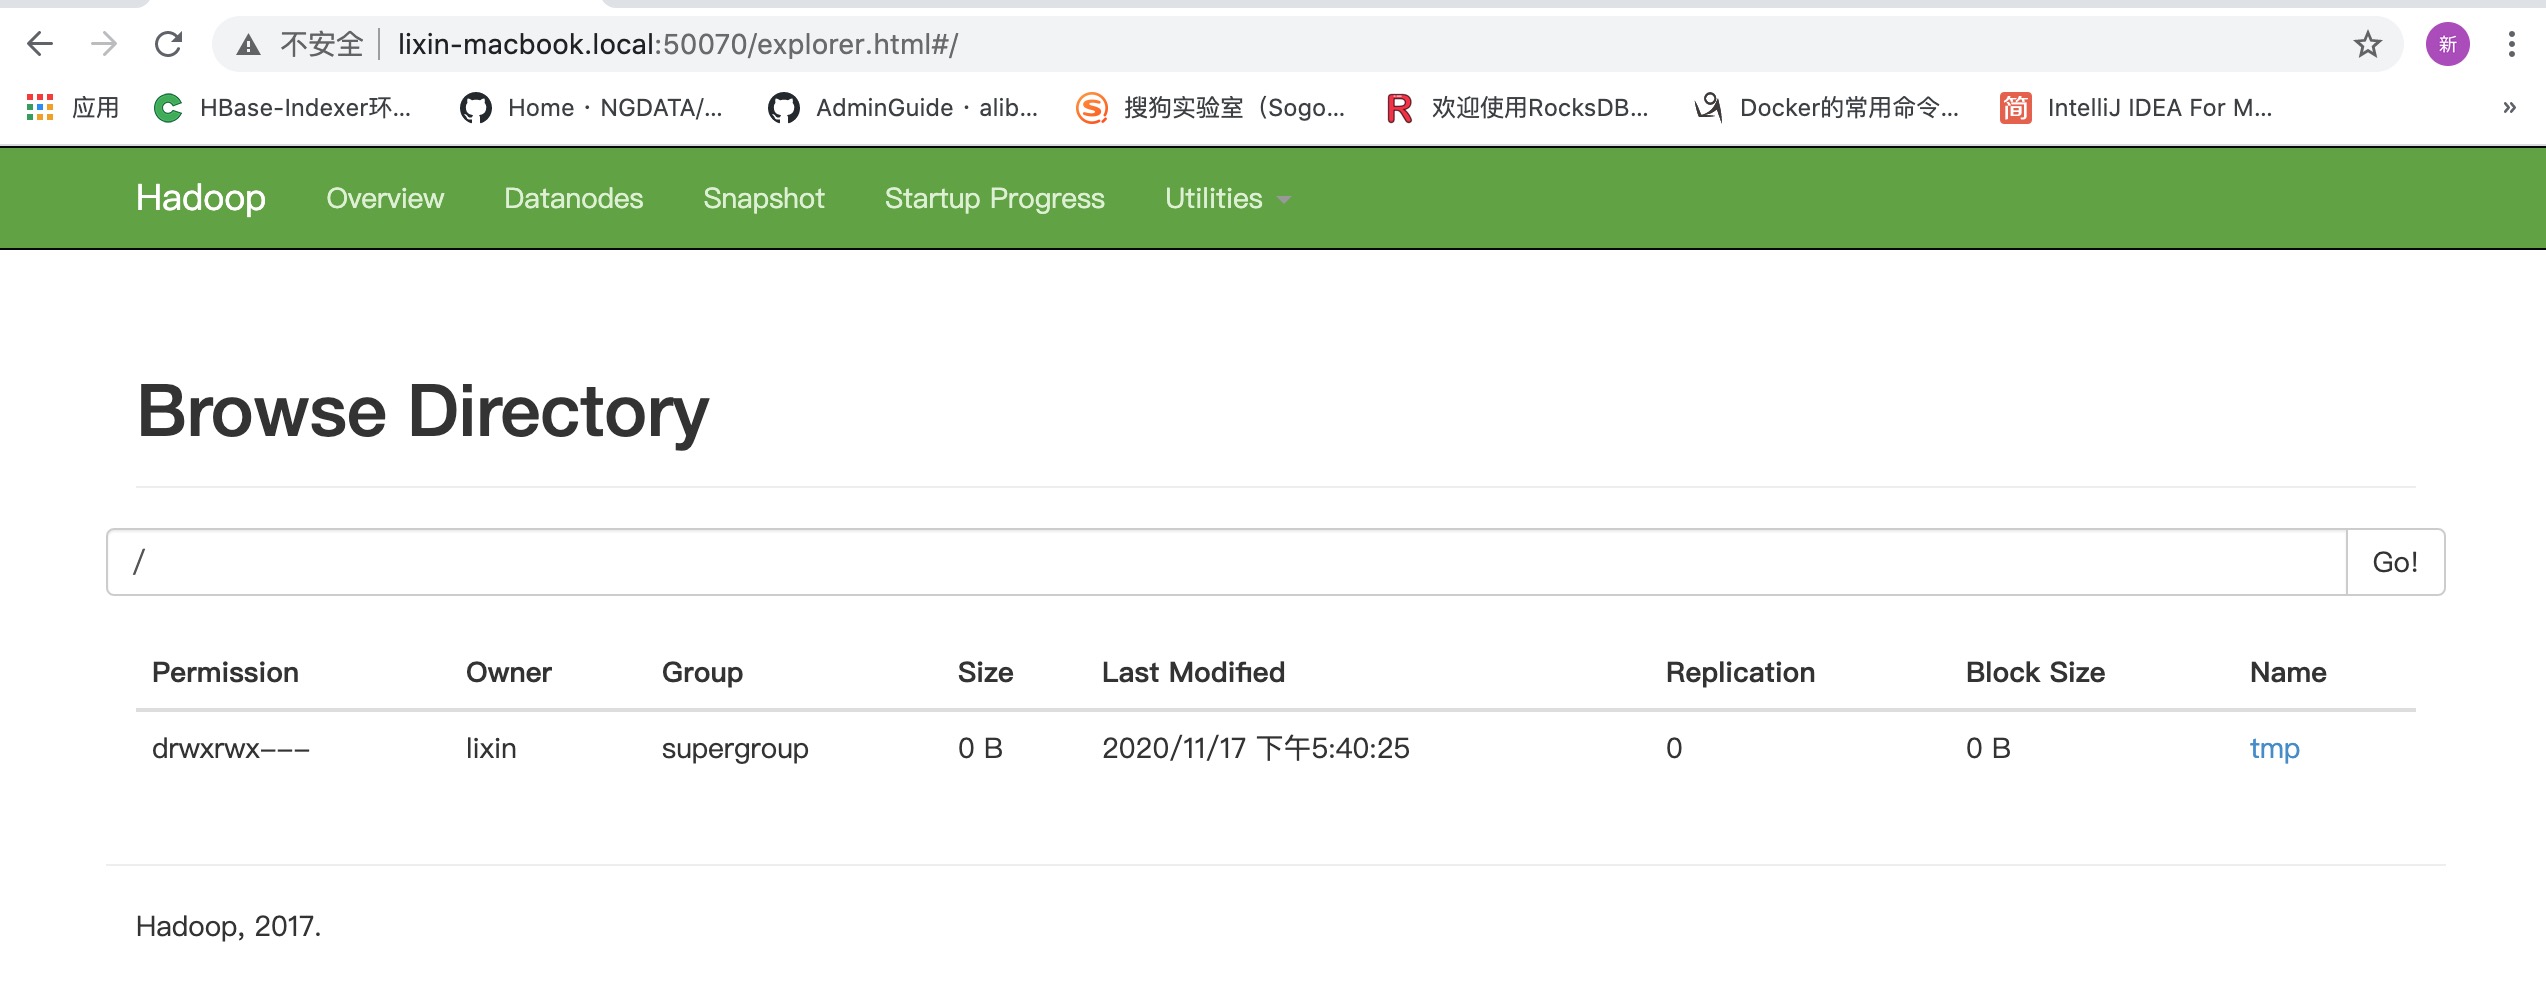 不安全 lixin-macbook.local:50070/explorer.html#/ 新
应用 HBase-Indexer环... Home · NGDATA/... AdminGuide · alib... 搜狗实验室（Sogo... 欢迎使用RocksDB... Docker的常用命令... 简 IntelliJ IDEA For M... »
Hadoop Overview Datanodes Snapshot Startup Progress Utilities
Browse Directory
/ Go!
Permission Owner Group Size Last Modified Replication Block Size Name
drwxrwx--- lixin supergroup 0 B 2020/11/17 下午5:40:25 0 0 B tmp
Hadoop, 2017.